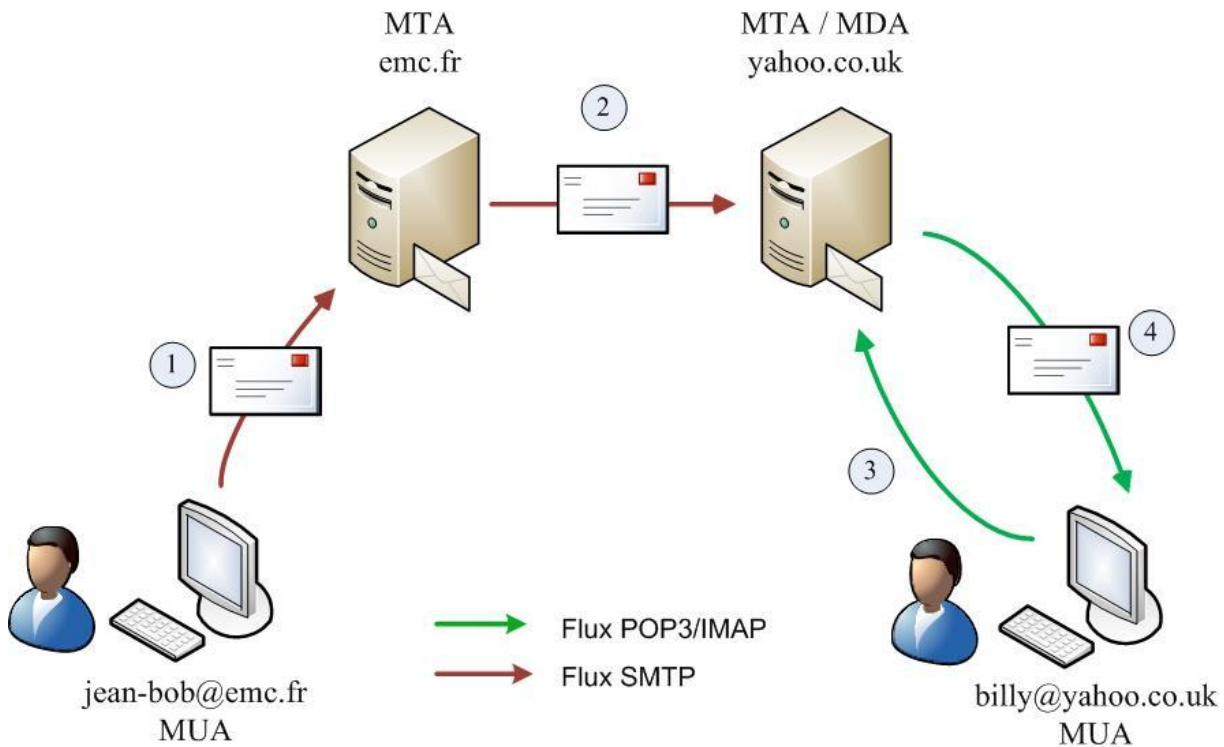 MTA
emc.fr
MTA / MDA
yahoo.co.uk
2
1
4
3
Flux POP3/IMAP
Flux SMTP
jean-bob@emc.fr
MUA
billy@yahoo.co.uk
MUA